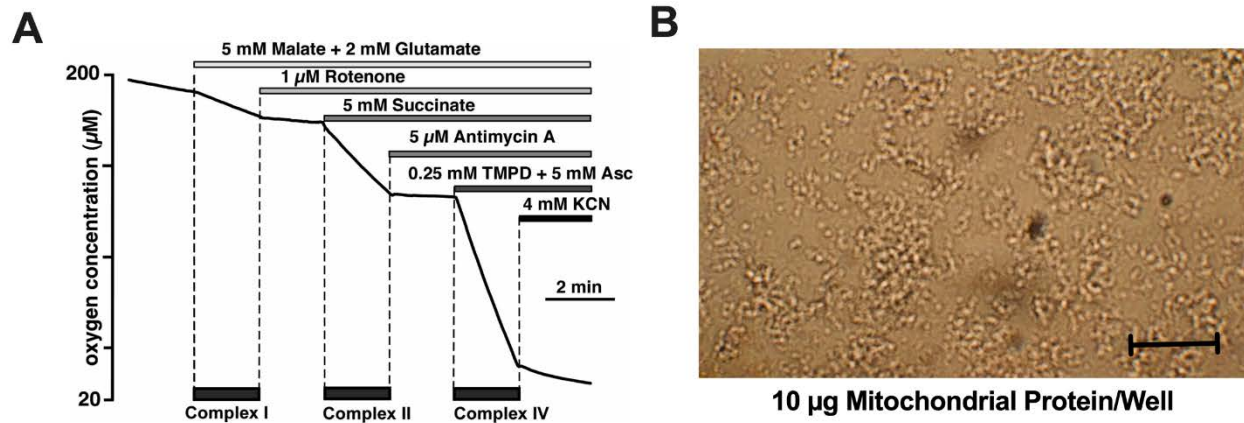 A
5 mM Malate + 2 mM Glutamate
200
1 µM Rotenone
5 mM Succinate
5 µM Antimycin A
0.25 mM TMPD + 5 mM Asc
4 mM KCN
2 min
oxygen concentration (µM)
20
Complex I
Complex II
Complex IV
B
10 µg Mitochondrial Protein/Well